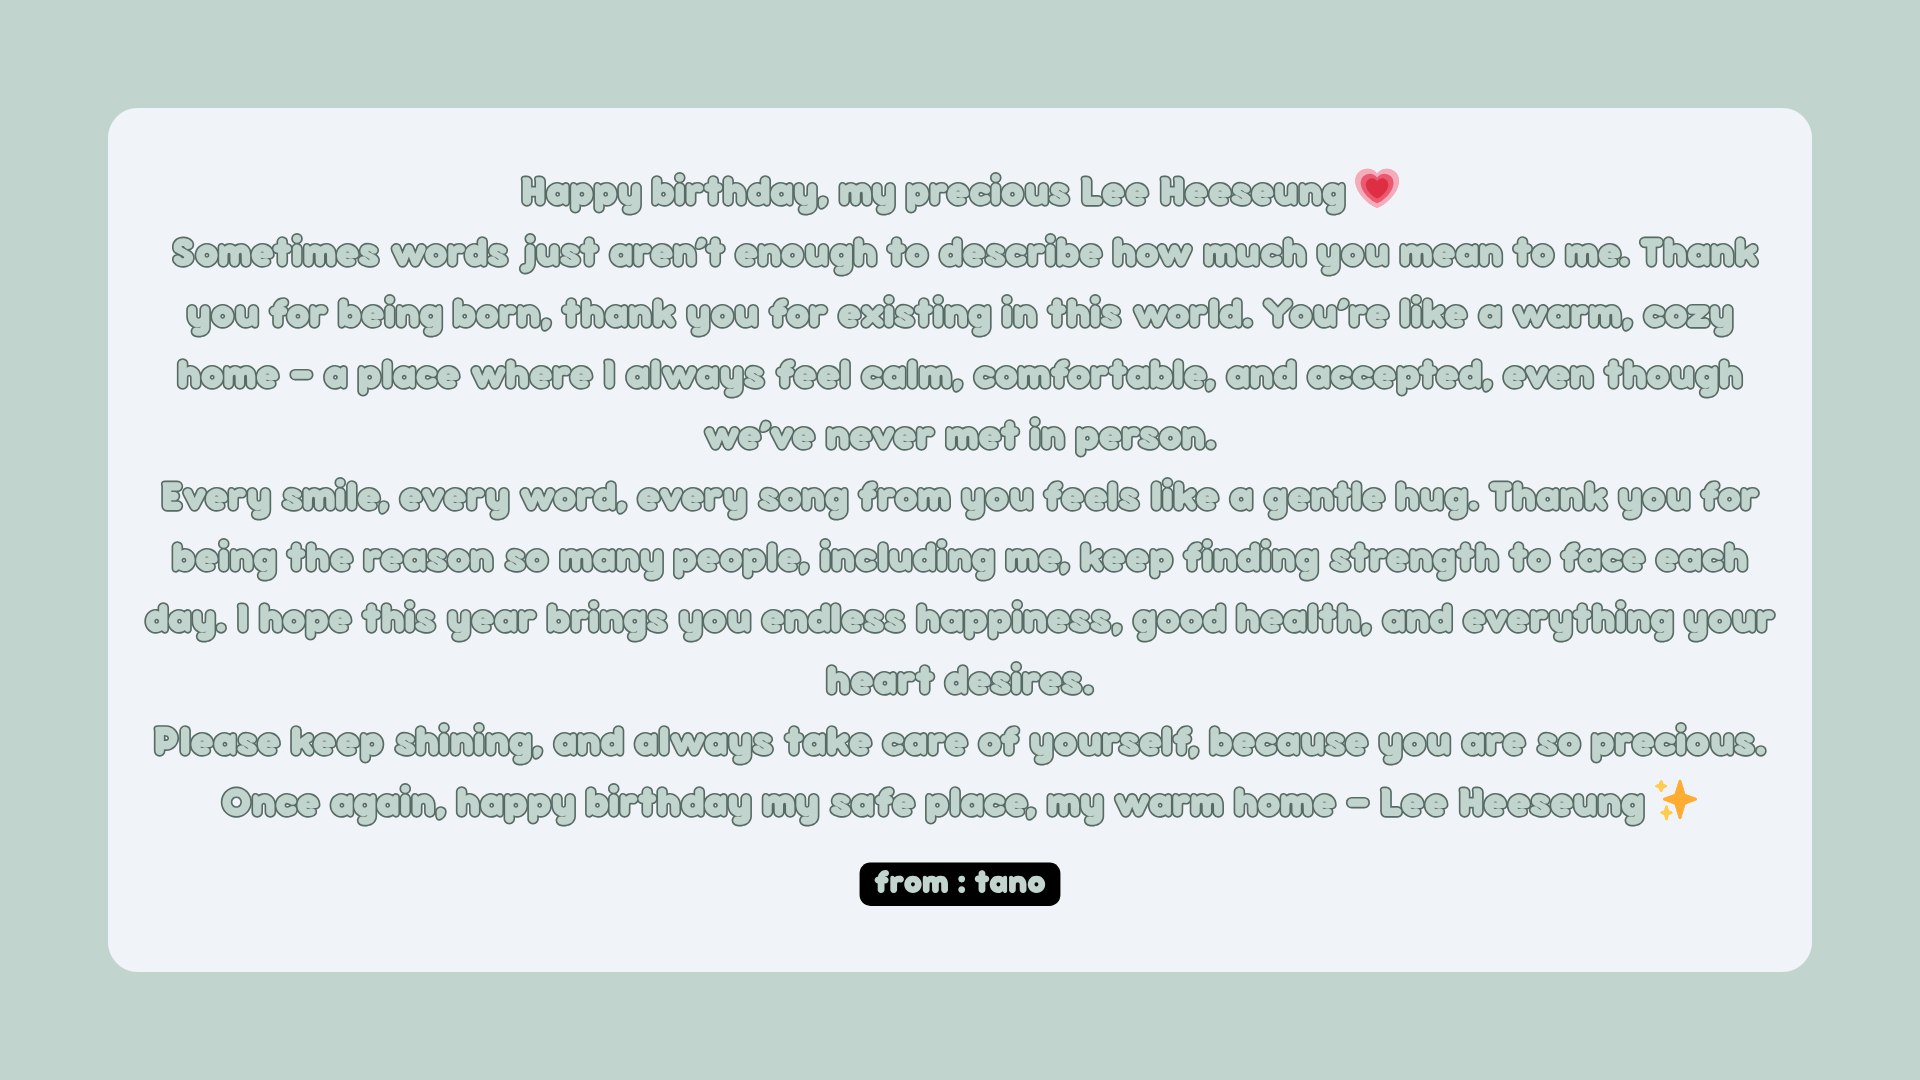 Happy birthday, my precious Lee Heeseung 💗
Sometimes words just aren't enough to describe how much you mean to me. Thank
you for being born, thank you for existing in this world. You're like a warm, cozy
home – a place where I always feel calm, comfortable, and accepted, even though
we've never met in person.
Every smile, every word, every song from you feels like a gentle hug. Thank you for
being the reason so many people, including me, keep finding strength to face each
day. I hope this year brings you endless happiness, good health, and everything your
heart desires.
Please keep shining, and always take care of yourself, because you are so precious.
Once again, happy birthday my safe place, my warm home – Lee Heeseung ✨
from : tano